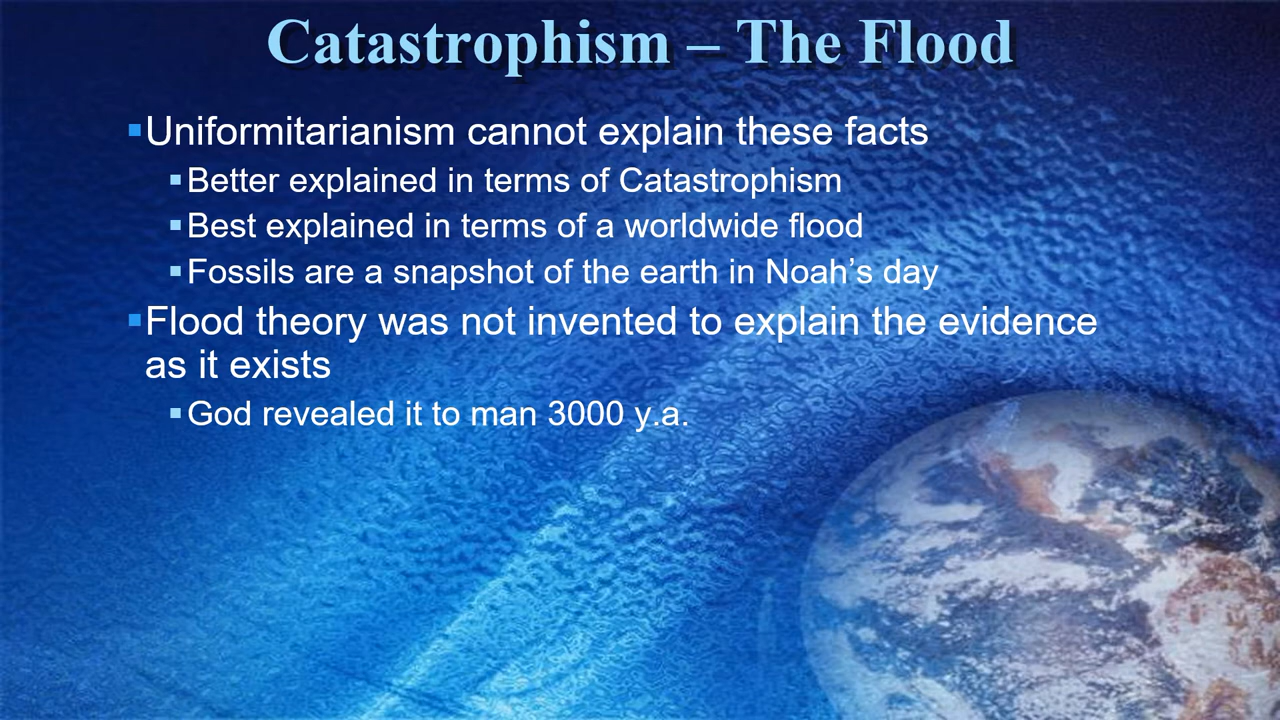 Catastrophism – The Flood
Uniformitarianism cannot explain these facts
Better explained in terms of Catastrophism
Best explained in terms of a worldwide flood
Fossils are a snapshot of the earth in Noah’s day
Flood theory was not invented to explain the evidence
as it exists
God revealed it to man 3000 y.a.